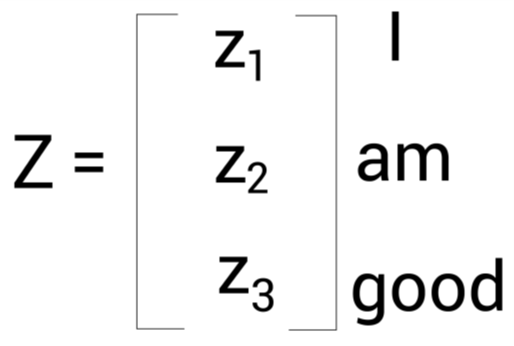 z₁ I
Z = z₂ am
z₃ good